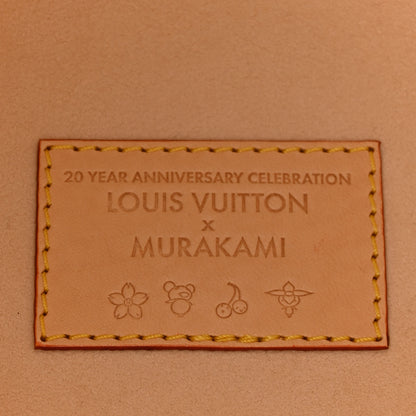 20 YEAR ANNIVERSARY CELEBRATION
LOUIS VUITTON
x
MURAKAMI